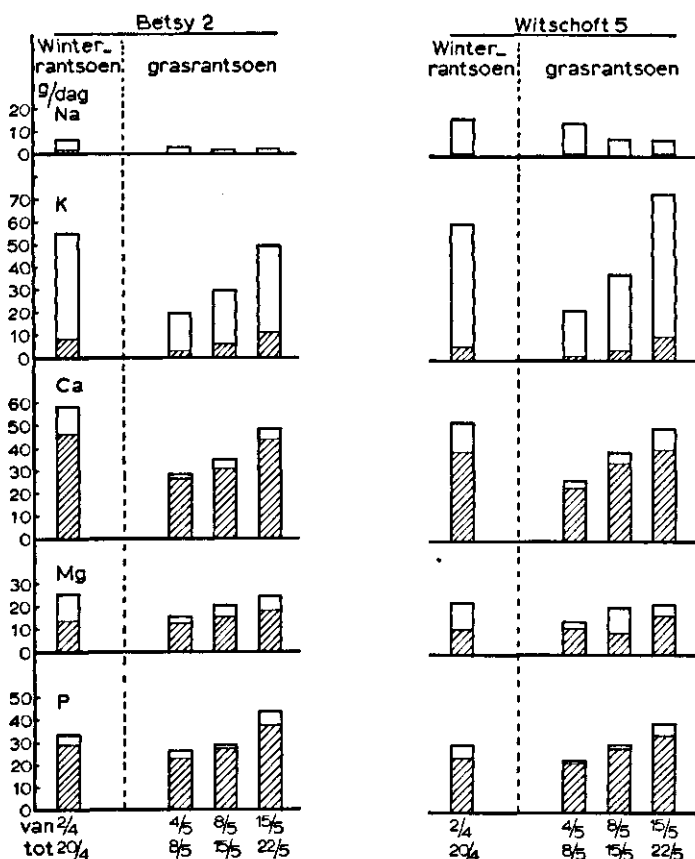 Betsy 2
Witschoft 5
Winter_
rantsoen
grasrantsoen
Winter_
rantsoen
grasrantsoen
g/dag
Na
20
10
0
K
70
60
50
40
30
20
10
0
Ca
60
50
40
30
20
10
0
Mg
30
20
10
0
P
50
40
30
20
10
0
van 2/4 4/5 8/5 15/5
tot 20/4 8/5 15/5 22/5
2/4 4/5 8/5 15/5
20/4 8/5 15/5 22/5